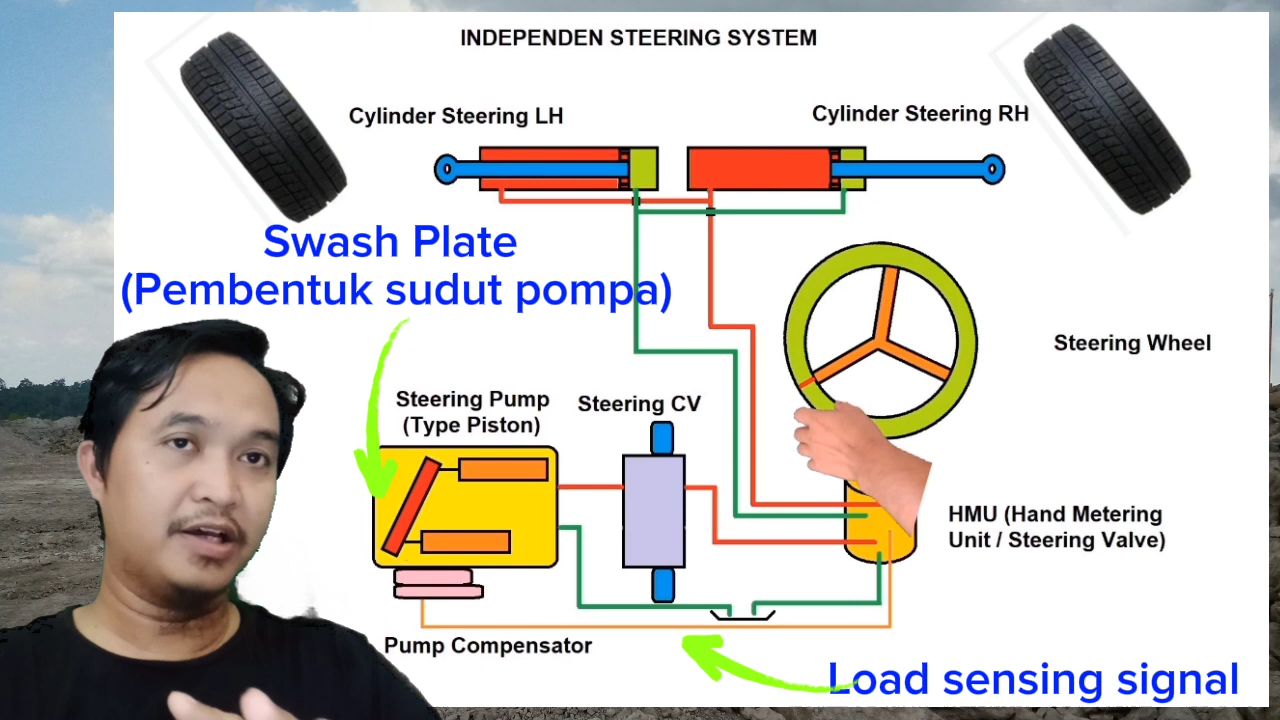 INDEPENDEN STEERING SYSTEM
Cylinder Steering LH
Cylinder Steering RH
Swash Plate
(Pembentuk sudut pompa)
Steering Wheel
Steering Pump
(Type Piston)
Steering CV
HMU (Hand Metering
Unit / Steering Valve)
Pump Compensator
Load sensing signal